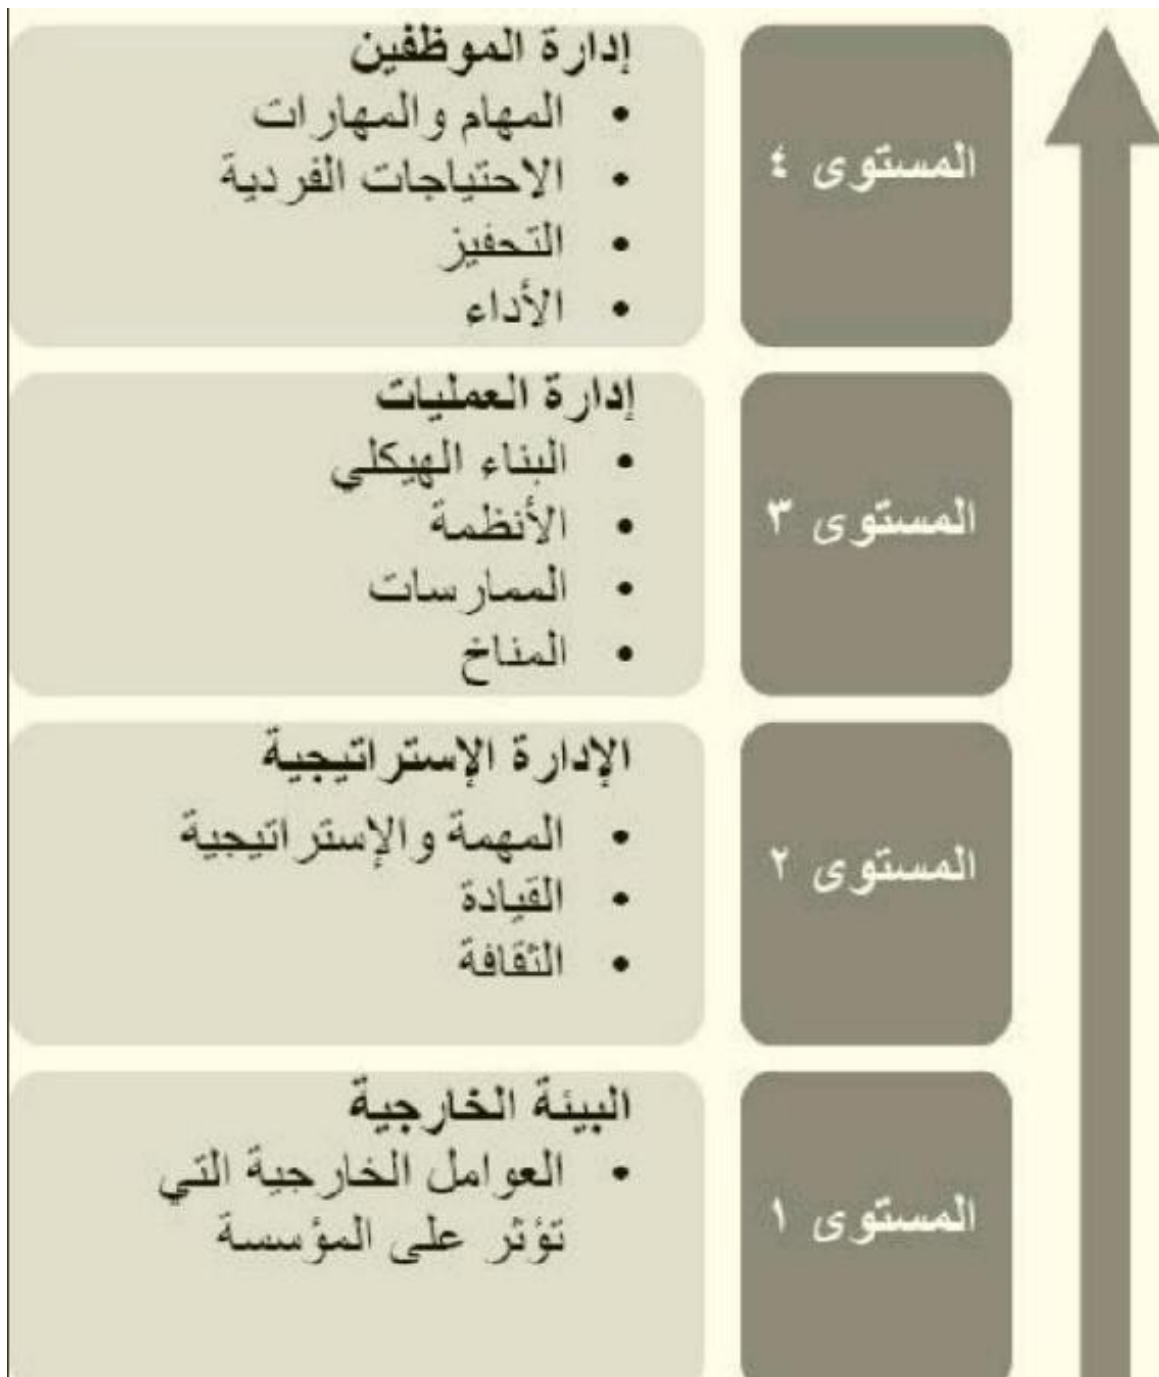 المستوى ٤
إدارة الموظفين
• المهام والمهارات
• الاحتياجات الفردية
• التحفيز
• الأداء
المستوى ٣
إدارة العمليات
• البناء الهيكلي
• الأنظمة
• الممارسات
• المناخ
المستوى ٢
الإدارة الإستراتيجية
• المهمة والإستراتيجية
• القيادة
• الثقافة
المستوى ١
البيئة الخارجية
• العوامل الخارجية التي
تؤثر على المؤسسة